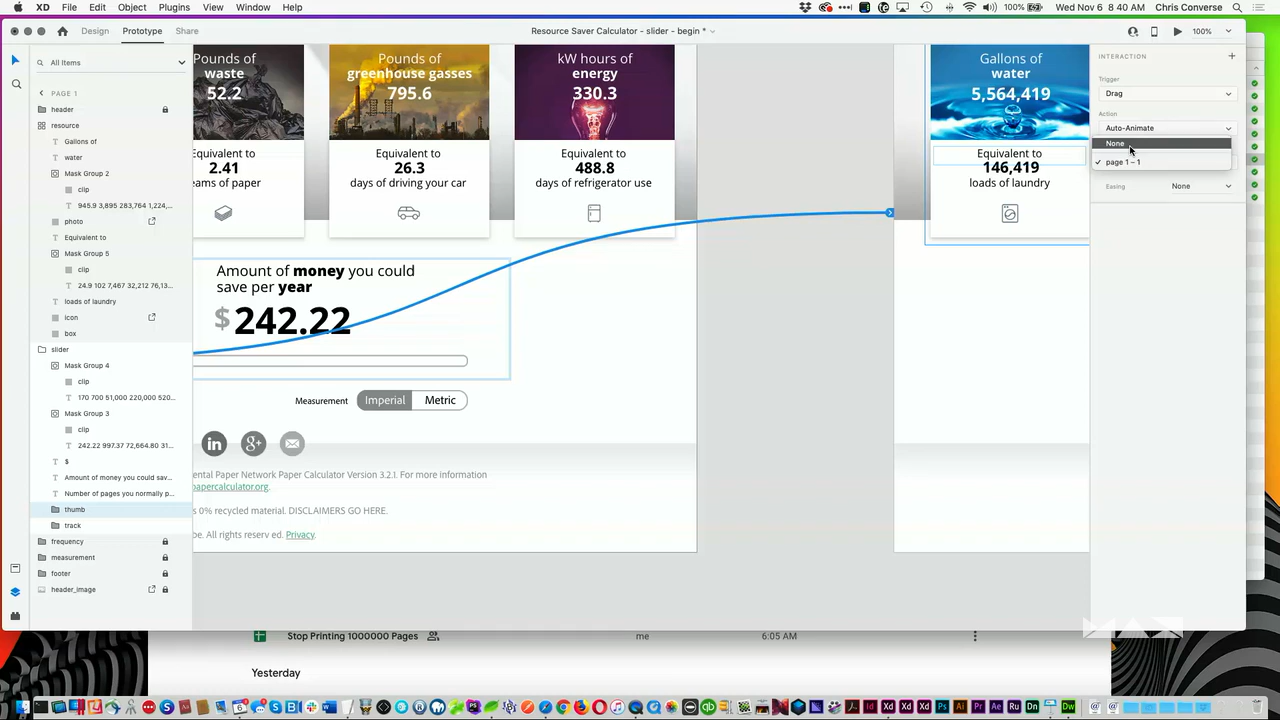 XD File Edit Object Plugins View Window Help
100%
Wed Nov 6 8:40 AM Chris Converse
Design Prototype Share
Resource Saver Calculator - slider - begin *
100%
All Items
PAGE 1
header
resource
Gallons of
water
Mask Group 2
clip
945.9 3,895 283,764 1,224,...
photo
Equivalent to
Mask Group 5
clip
24.9 102 7,467 32,212 76,13...
loads of laundry
icon
box
slider
Mask Group 4
clip
170 700 51,000 220,000 520...
Mask Group 3
clip
242.22 997.37 72,664.80 31...
$
Amount of money you could sav...
Number of pages you normally p...
thumb
track
frequency
measurement
footer
header_image
Pounds of
waste
52.2
Equivalent to
2.41
eams of paper
Pounds of
greenhouse gasses
795.6
Equivalent to
26.3
days of driving your car
kW hours of
energy
330.3
Equivalent to
488.8
days of refrigerator use
Amount of money you could
save per year
$242.22
Measurement Imperial Metric
in g+
ental Paper Network Paper Calculator Version 3.2.1. For more information
papercalculator.org.
s 0% recycled material. DISCLAIMERS GO HERE.
be. All rights reserv ed. Privacy.
Gallons of
water
5,564,419
Equivalent to
146,419
loads of laundry
INTERACTION
Trigger
Drag
Action
Auto-Animate
None
page 1 – 1
Easing None
MAX
Stop Printing 1000000 Pages me 6:05 AM
Yesterday